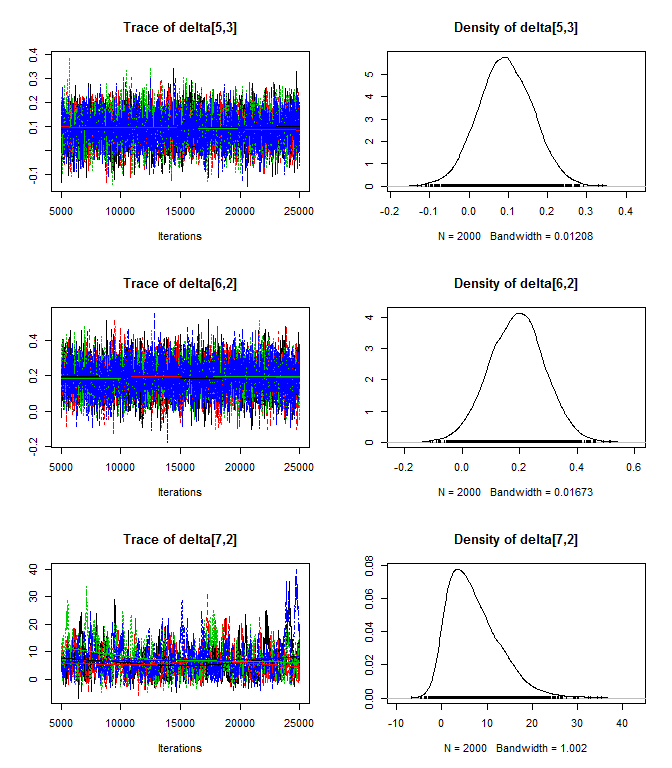 Trace of delta[5,3]
-0.1 0.1 0.2 0.3 0.4
5000 10000 15000 20000 25000
Iterations
Density of delta[5,3]
0 1 2 3 4 5
-0.2 -0.1 0.0 0.1 0.2 0.3 0.4
N = 2000 Bandwidth = 0.01208
Trace of delta[6,2]
-0.2 0.0 0.2 0.4
5000 10000 15000 20000 25000
Iterations
Density of delta[6,2]
0 1 2 3 4
-0.2 0.0 0.2 0.4 0.6
N = 2000 Bandwidth = 0.01673
Trace of delta[7,2]
0 10 20 30 40
5000 10000 15000 20000 25000
Iterations
Density of delta[7,2]
0.00 0.02 0.04 0.06 0.08
-10 0 10 20 30 40
N = 2000 Bandwidth = 1.002